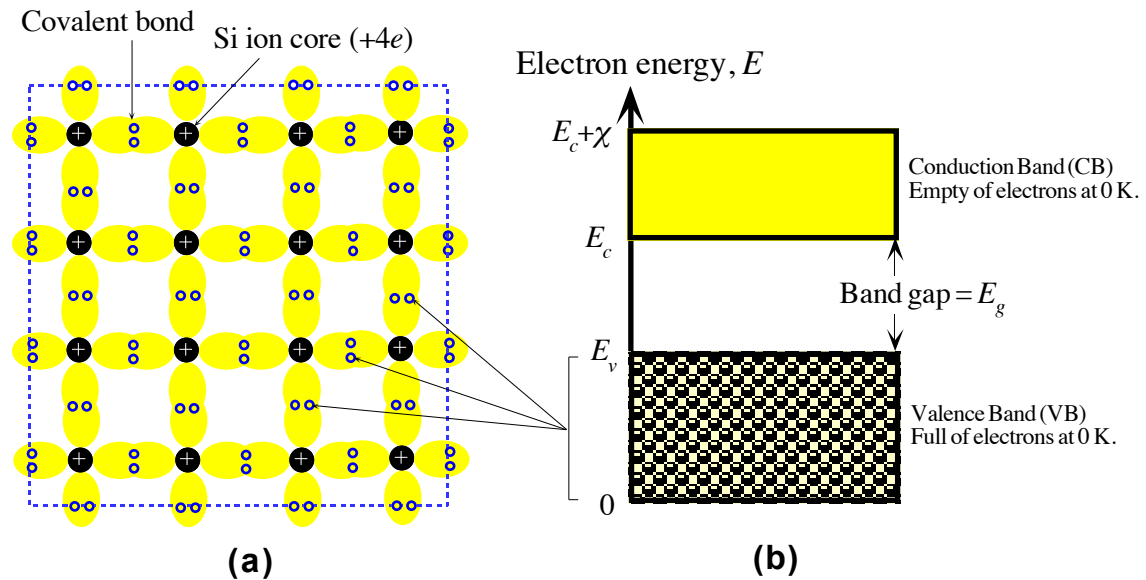 Covalent bond
Si ion core (+4e)
Electron energy, E
E_c+χ
Conduction Band (CB)
Empty of electrons at 0 K.
E_c
Band gap = E_g
E_v
Valence Band (VB)
Full of electrons at 0 K.
0
(a)
(b)